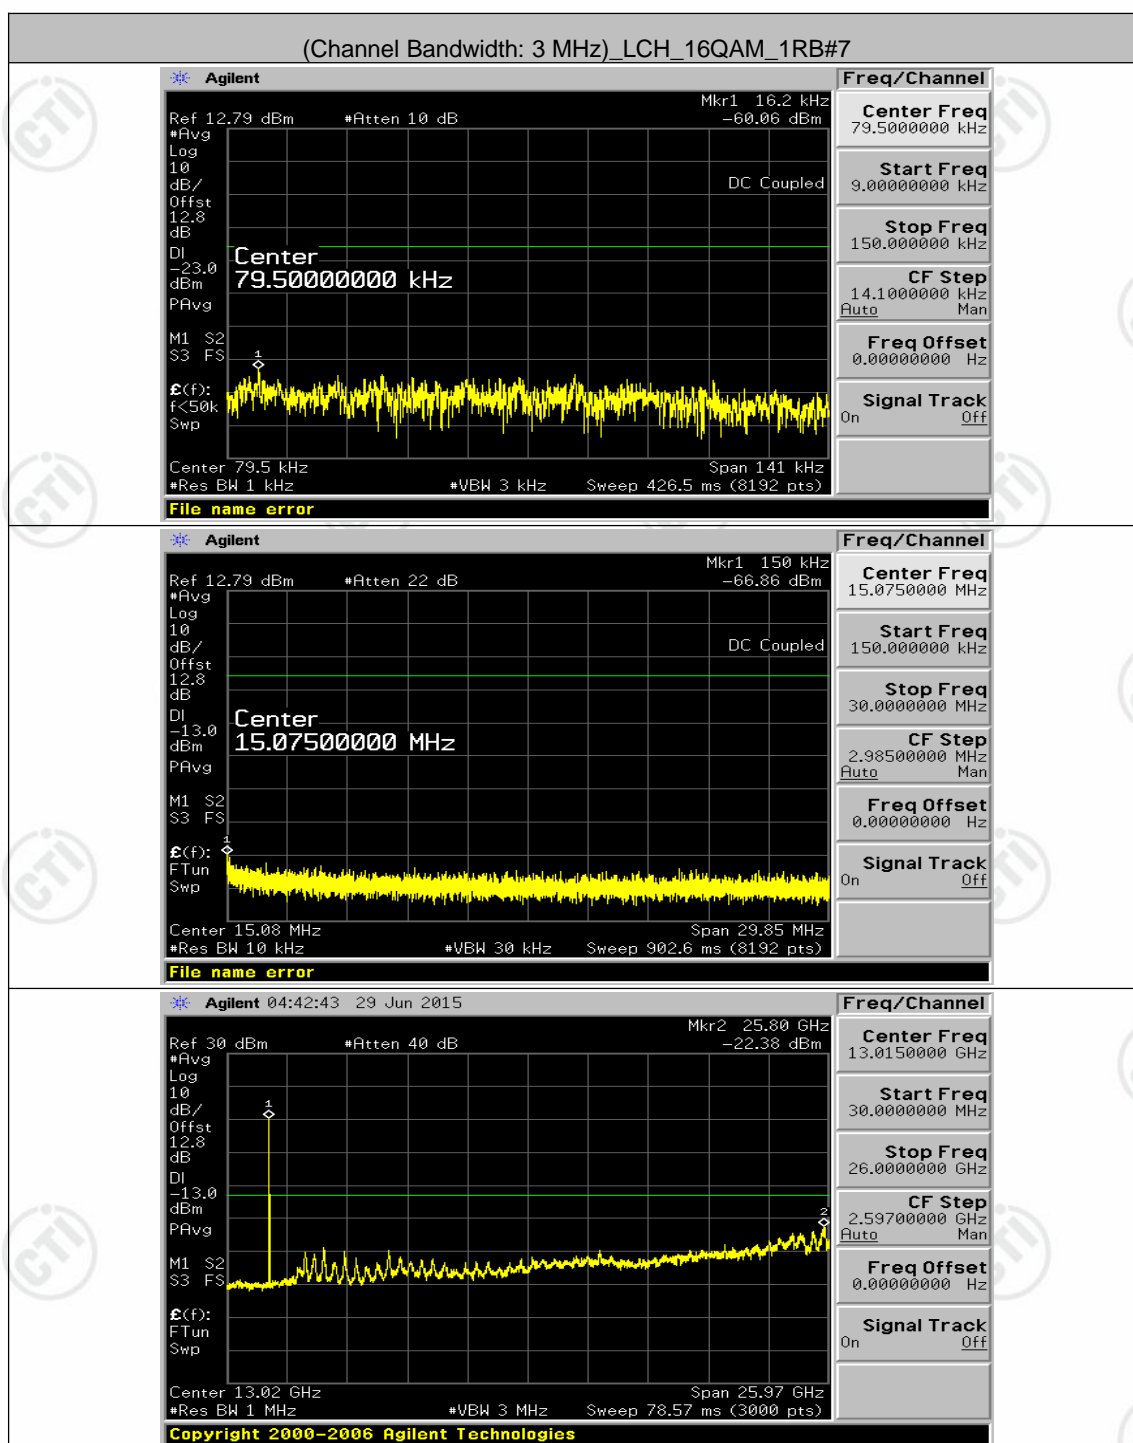 (Channel Bandwidth: 3 MHz)_LCH_16QAM_1RB#7
Agilent
Freq/Channel
Mkr1 16.2 kHz
Ref 12.79 dBm #Atten 10 dB -60.06 dBm
#Avg
Log
10
dB/
Offst
12.8
dB
DI
-23.0
dBm
PAvg
M1 S2
S3 FS
£(f):
f<50k
Swp
DC Coupled
Center
79.50000000 kHz
1
Center 79.5 kHz Span 141 kHz
#Res BW 1 kHz #VBW 3 kHz Sweep 426.5 ms (8192 pts)
File name error
Center Freq
79.5000000 kHz
Start Freq
9.00000000 kHz
Stop Freq
150.000000 kHz
CF Step
14.1000000 kHz
Auto Man
Freq Offset
0.00000000 Hz
Signal Track
On Off
Agilent
Freq/Channel
Mkr1 150 kHz
Ref 12.79 dBm #Atten 22 dB -66.86 dBm
#Avg
Log
10
dB/
Offst
12.8
dB
DI
-13.0
dBm
PAvg
M1 S2
S3 FS
£(f):
FTun
Swp
DC Coupled
Center
15.07500000 MHz
1
Center 15.08 MHz Span 29.85 MHz
#Res BW 10 kHz #VBW 30 kHz Sweep 902.6 ms (8192 pts)
File name error
Center Freq
15.0750000 MHz
Start Freq
150.000000 kHz
Stop Freq
30.0000000 MHz
CF Step
2.98500000 MHz
Auto Man
Freq Offset
0.00000000 Hz
Signal Track
On Off
Agilent 04:42:43 29 Jun 2015
Freq/Channel
Mkr2 25.80 GHz
Ref 30 dBm #Atten 40 dB -22.38 dBm
#Avg
Log
10
dB/
Offst
12.8
dB
DI
-13.0
dBm
PAvg
M1 S2
S3 FS
£(f):
FTun
Swp
1
2
Center 13.02 GHz Span 25.97 GHz
#Res BW 1 MHz #VBW 3 MHz Sweep 78.57 ms (3000 pts)
Copyright 2000-2006 Agilent Technologies
Center Freq
13.0150000 GHz
Start Freq
30.0000000 MHz
Stop Freq
26.0000000 GHz
CF Step
2.59700000 GHz
Auto Man
Freq Offset
0.00000000 Hz
Signal Track
On Off
CTI
CTI
CTI
CTI